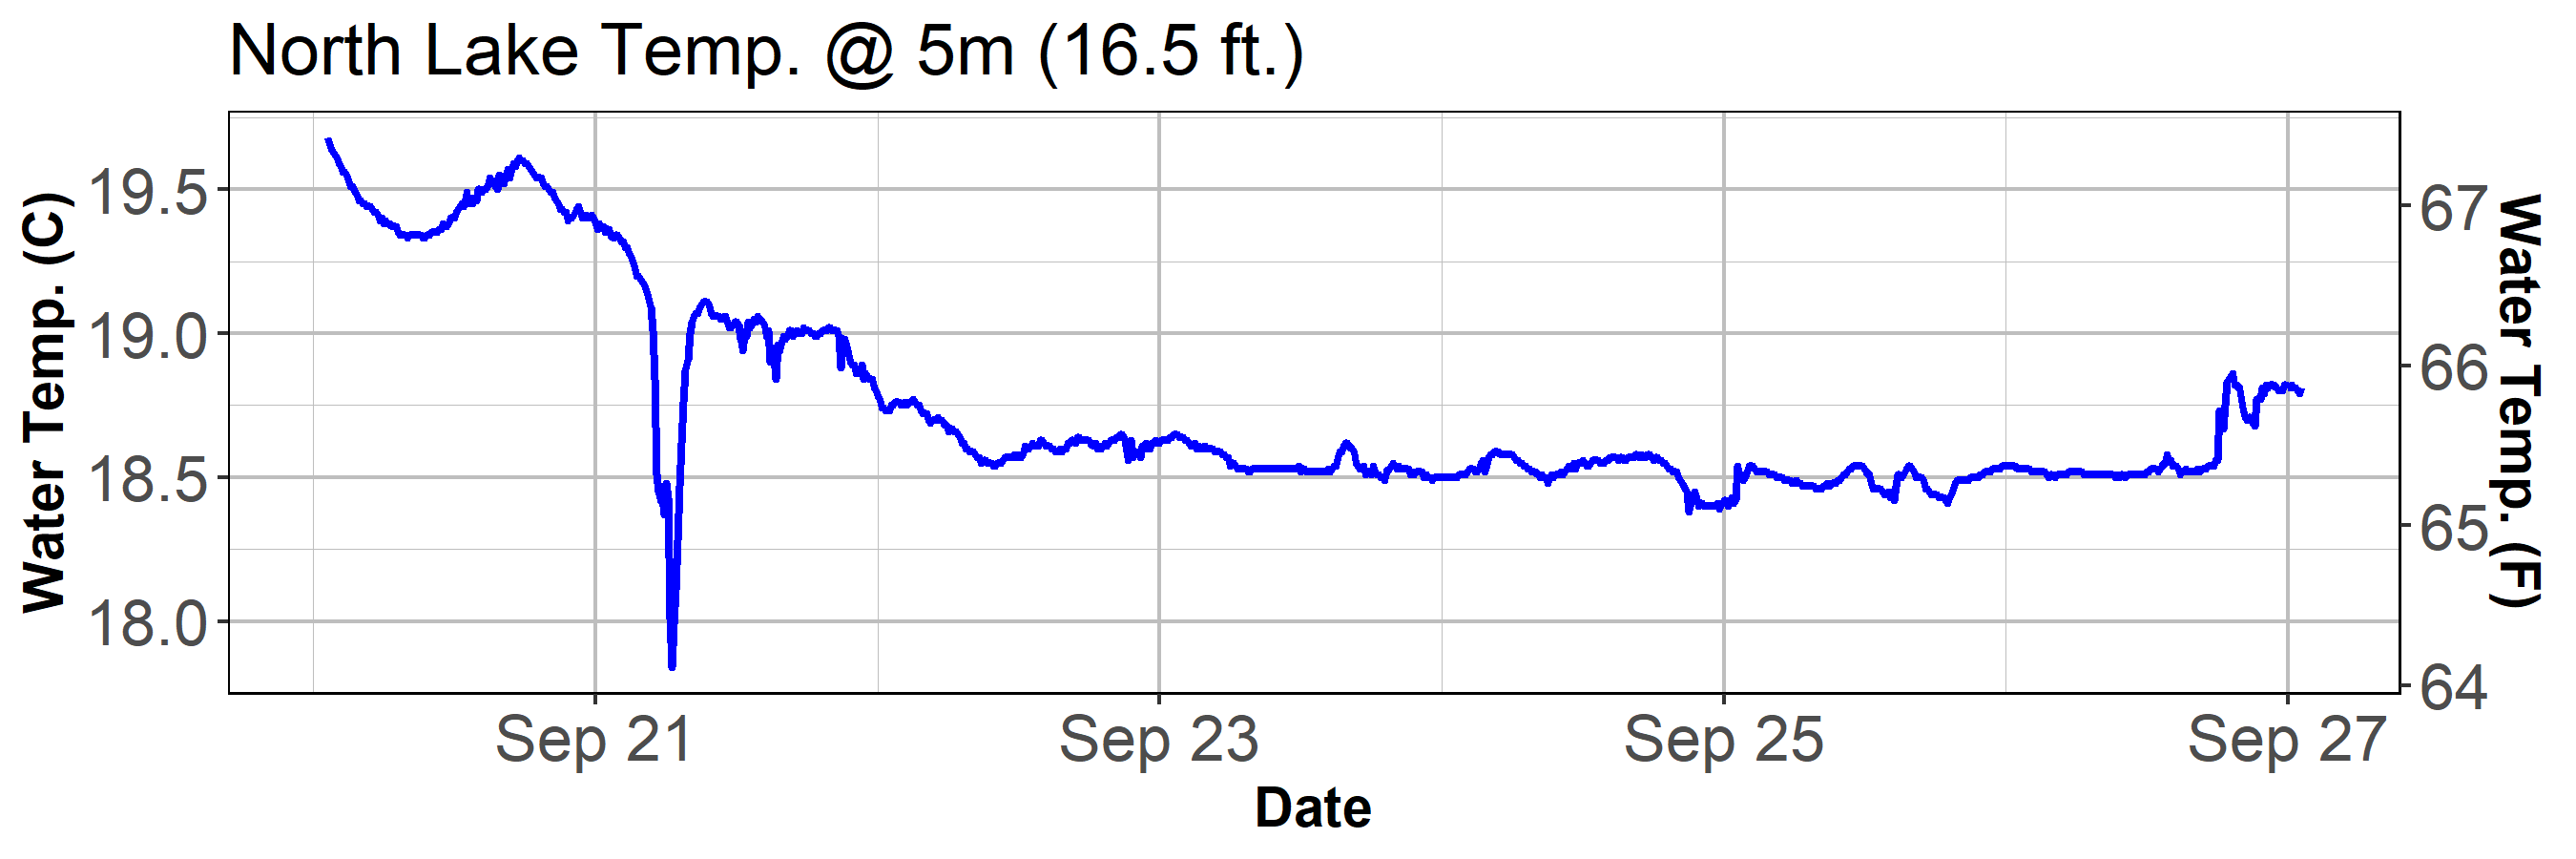 North Lake Temp. @ 5m (16.5 ft.)
Water Temp. (C)
19.5
19.0
18.5
18.0
67
66
65
64
Water Temp. (F)
Sep 21
Sep 23
Sep 25
Sep 27
Date